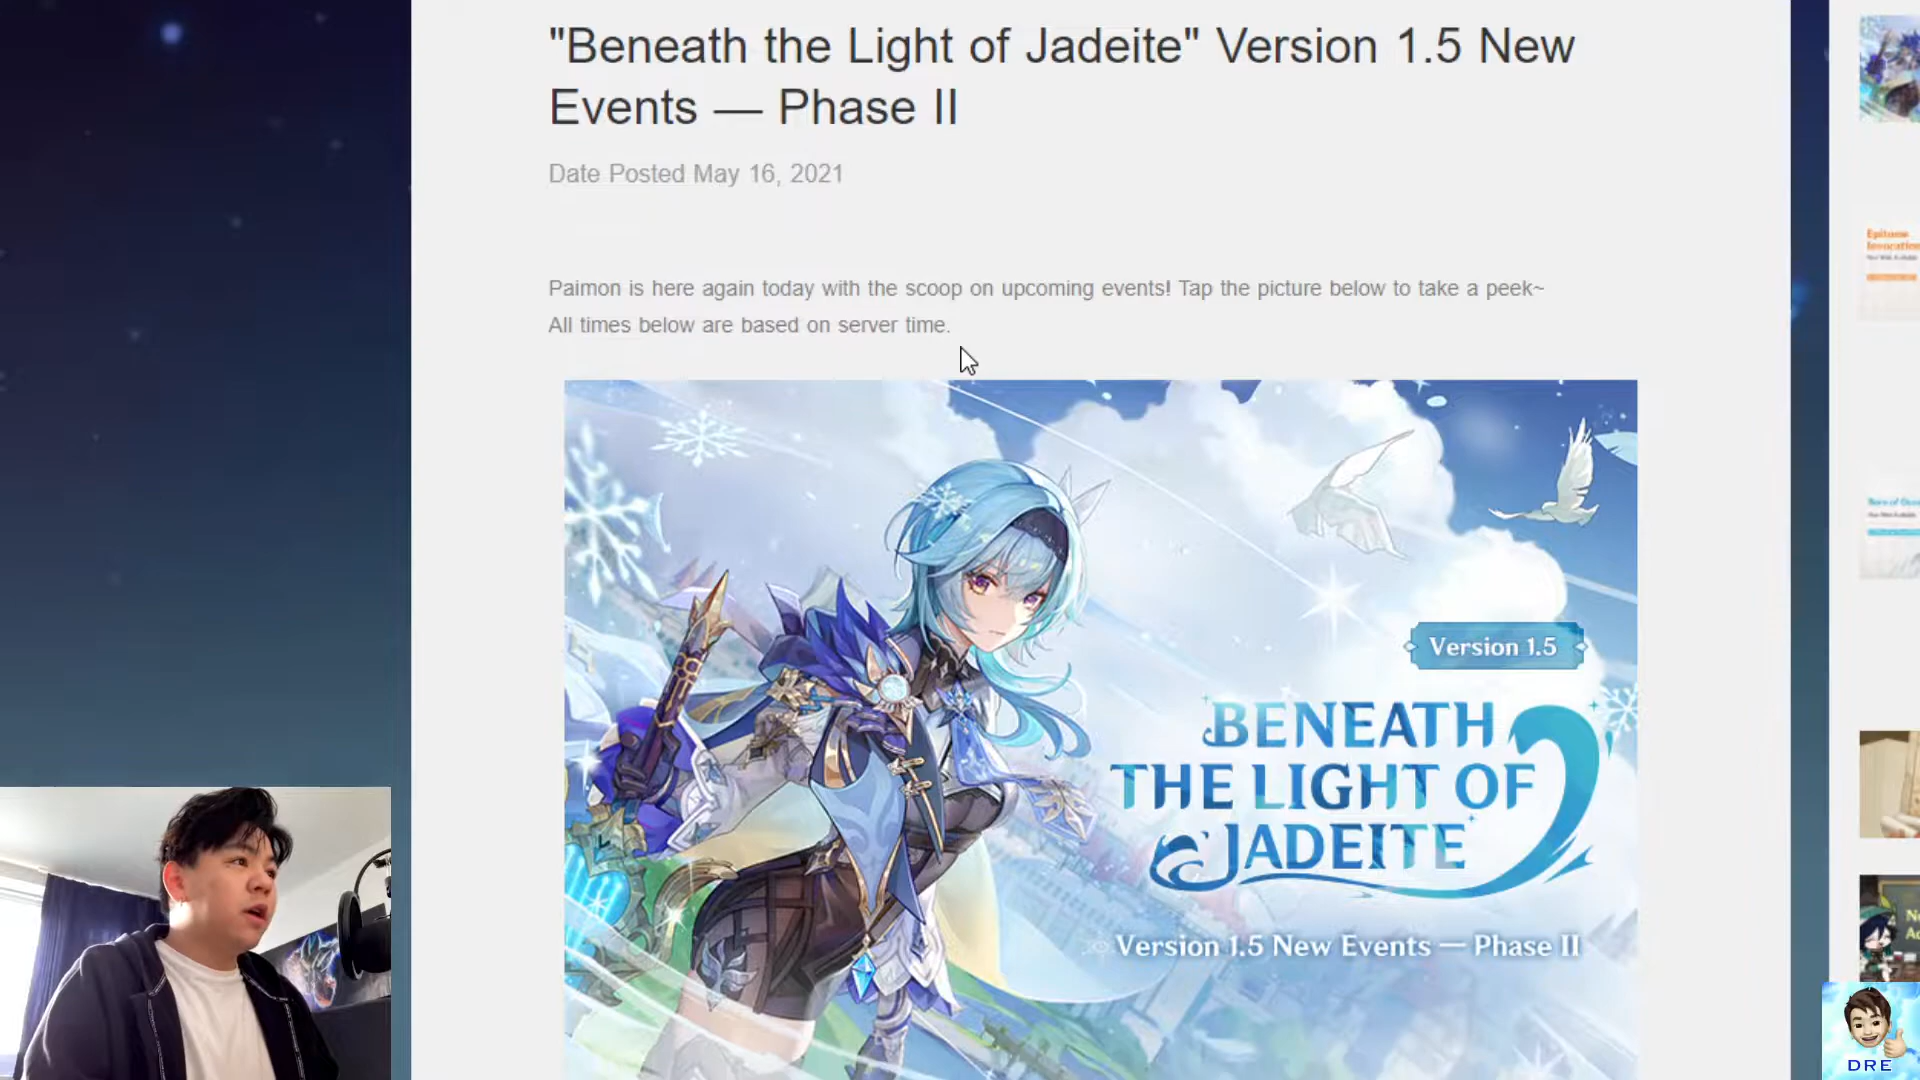 "Beneath the Light of Jadeite" Version 1.5 New
Events — Phase II
Date Posted May 16, 2021
Paimon is here again today with the scoop on upcoming events! Tap the picture below to take a peek~
All times below are based on server time.
Version 1.5
BENEATH
THE LIGHT OF
JADEITE
Version 1.5 New Events — Phase II
Epitome
Invocation
DRE